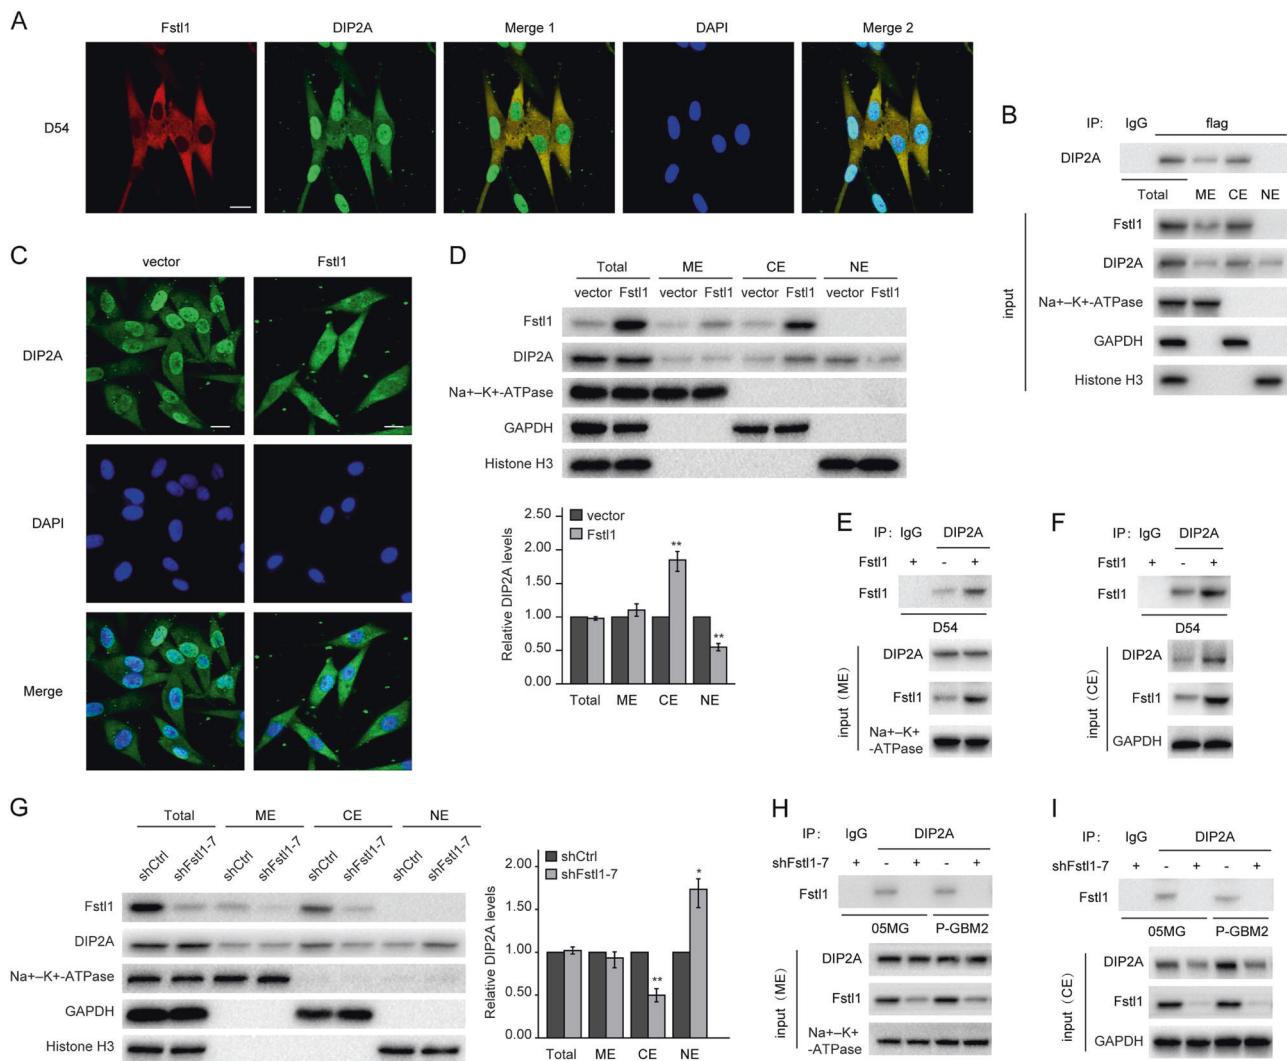 A
Fstl1 DIP2A Merge 1 DAPI Merge 2
D54
B
IP: IgG flag
DIP2A
Total ME CE NE
Fstl1
DIP2A
Na+–K+-ATPase
GAPDH
Histone H3
input
C
vector Fstl1
DIP2A
DAPI
Merge
D
Total ME CE NE
vector Fstl1 vector Fstl1 vector Fstl1 vector Fstl1
Fstl1
DIP2A
Na+–K+-ATPase
GAPDH
Histone H3
Relative DIP2A levels
2.50
2.00
1.50
1.00
0.50
0.00
vector
Fstl1
**
**
Total ME CE NE
E
IP: IgG DIP2A
Fstl1 + - +
Fstl1
D54
DIP2A
Fstl1
Na+–K+
-ATPase
input (ME)
F
IP: IgG DIP2A
Fstl1 + - +
Fstl1
D54
DIP2A
Fstl1
GAPDH
input (CE)
G
Total ME CE NE
shCtrl shFstl1-7 shCtrl shFstl1-7 shCtrl shFstl1-7 shCtrl shFstl1-7
Fstl1
DIP2A
Na+–K+-ATPase
GAPDH
Histone H3
Relative DIP2A levels
2.00
1.50
1.00
0.50
0.00
shCtrl
shFstl1-7
**
*
Total ME CE NE
H
IP: IgG DIP2A
shFstl1-7 + - + - +
Fstl1
05MG P-GBM2
DIP2A
Fstl1
Na+–K+
-ATPase
input (ME)
I
IP: IgG DIP2A
shFstl1-7 + - + - +
Fstl1
05MG P-GBM2
DIP2A
Fstl1
GAPDH
input (CE)